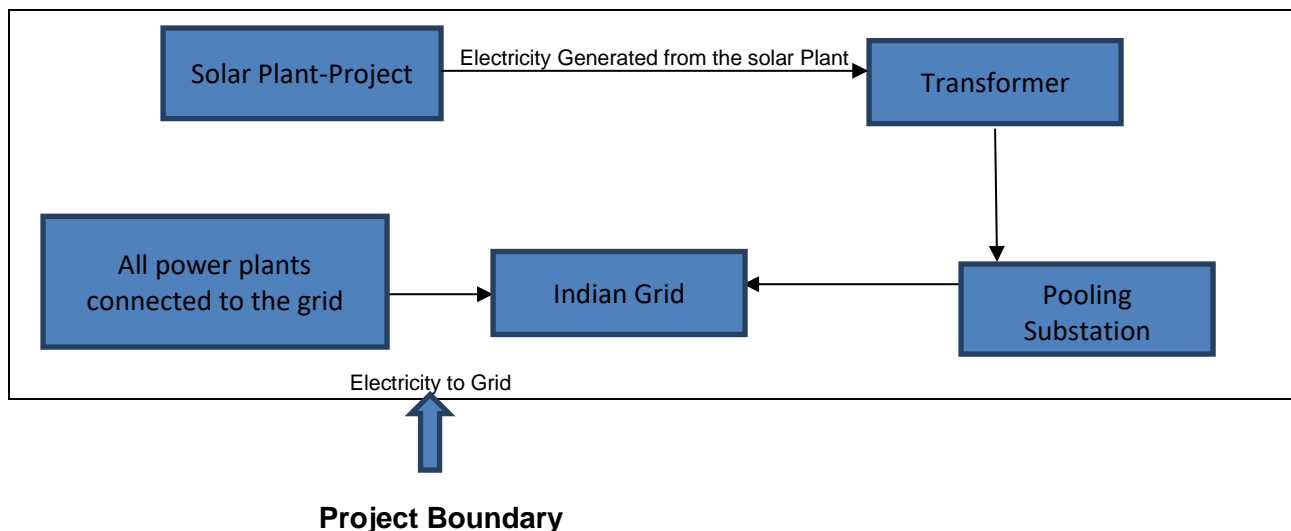 Solar Plant-Project
Electricity Generated from the solar Plant
Transformer
All power plants
connected to the grid
Indian Grid
Pooling
Substation
Electricity to Grid
Project Boundary